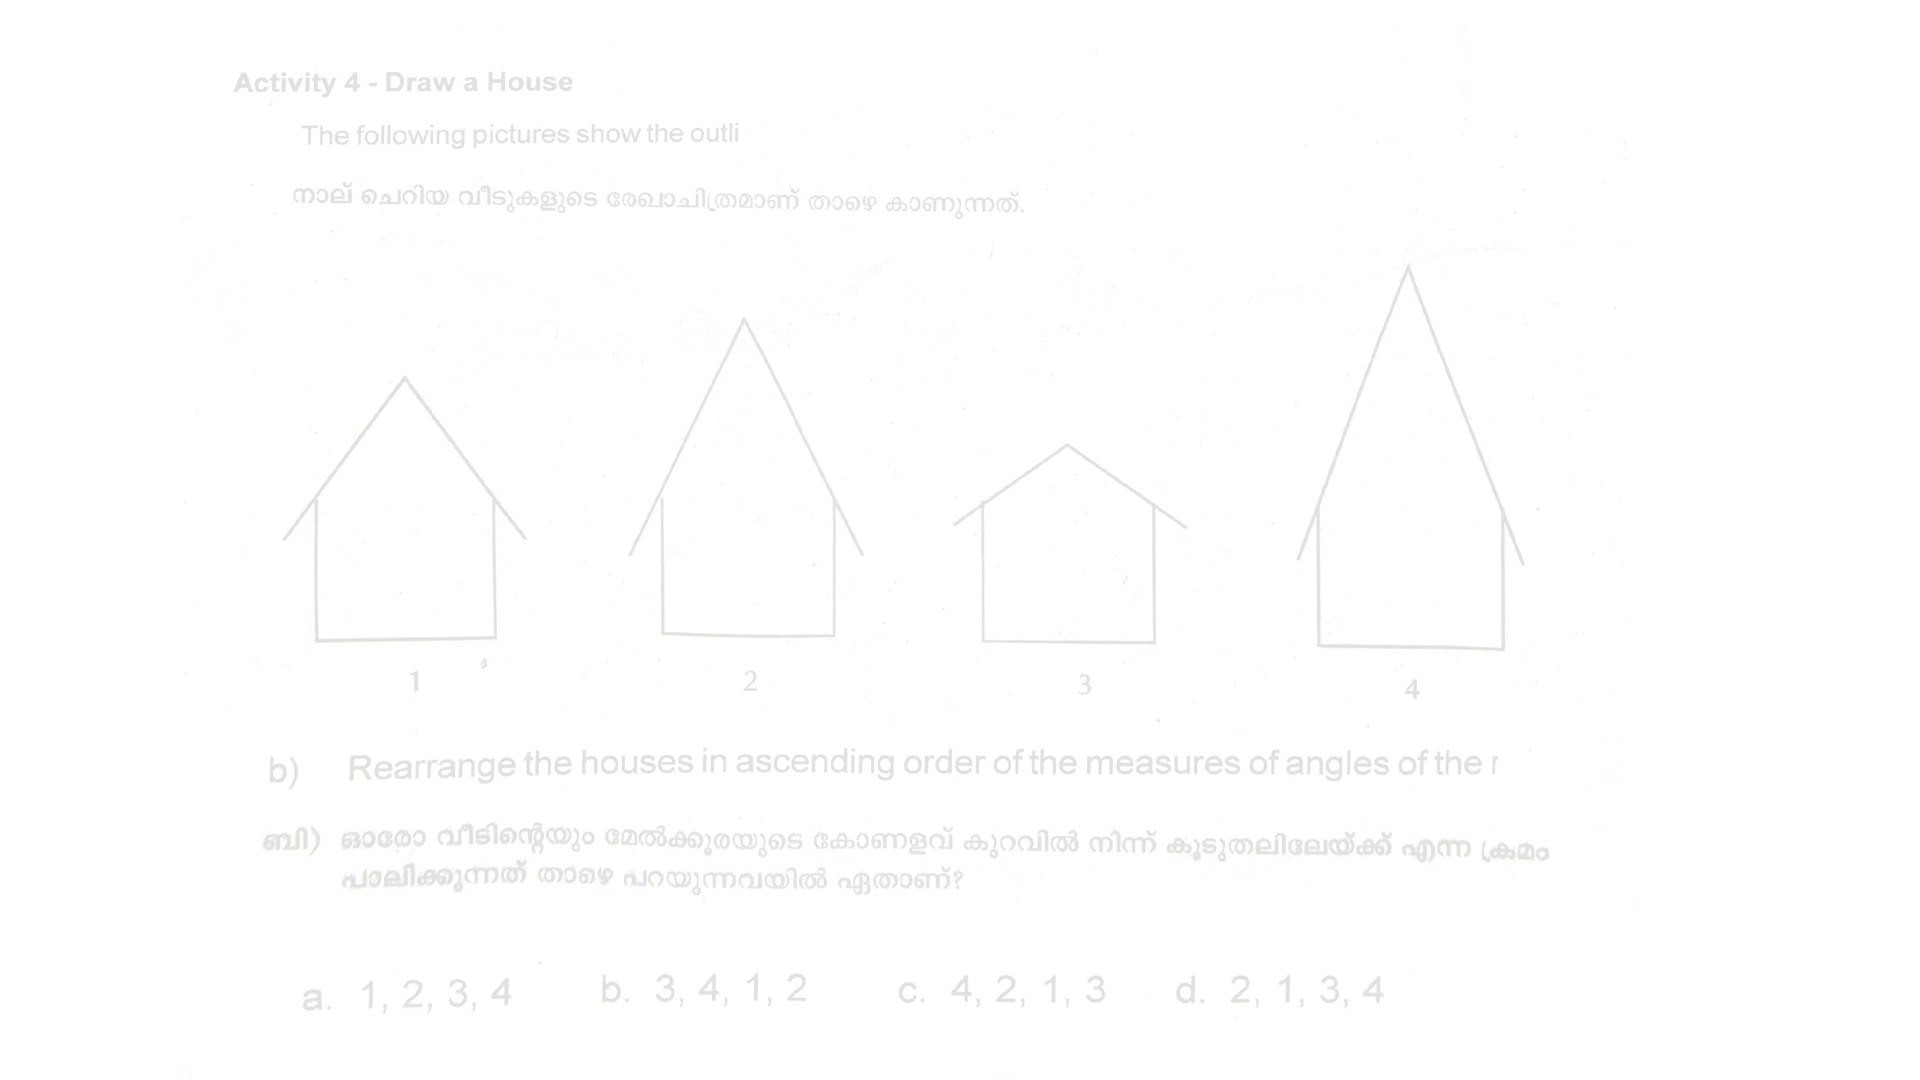 Activity 4 - Draw a House
The following pictures show the outli
നാല് ചെറിയ വീടുകളുടെ രേഖാചിത്രമാണ് താഴെ കാണുന്നത്.
1 2 3 4
b) Rearrange the houses in ascending order of the measures of angles of the r
ബി) ഓരോ വീടിന്റെയും മേൽക്കൂരയുടെ കോണളവ് കുറവിൽ നിന്ന് കൂടുതലിലേയ്ക്ക് എന്ന ക്രമം
പാലിക്കുന്നത് താഴെ പറയുന്നവയിൽ ഏതാണ്?
a. 1, 2, 3, 4 b. 3, 4, 1, 2 c. 4, 2, 1, 3 d. 2, 1, 3, 4